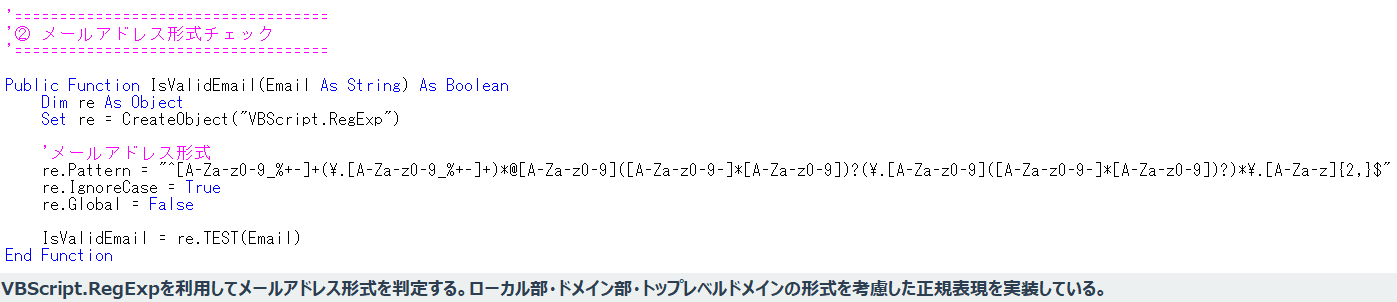 '===================================
'② メールアドレス形式チェック
'===================================
Public Function IsValidEmail(Email As String) As Boolean
Dim re As Object
Set re = CreateObject("VBScript.RegExp")
'メールアドレス形式
re.Pattern = "^[A-Za-z0-9_%+-]+(¥.[A-Za-z0-9_%+-]+)*@[A-Za-z0-9]([A-Za-z0-9-]*[A-Za-z0-9])?(¥.[A-Za-z0-9]([A-Za-z0-9-]*[A-Za-z0-9])?)*¥.[A-Za-z]{2,}$"
re.IgnoreCase = True
re.Global = False
IsValidEmail = re.TEST(Email)
End Function
VBScript.RegExpを利用してメールアドレス形式を判定する。ローカル部・ドメイン部・トップレベルドメインの形式を考慮した正規表現を実装している。